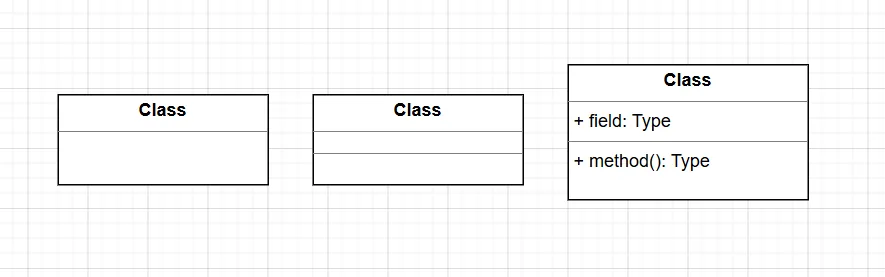 Class
Class
Class
+ field: Type
+ method(): Type